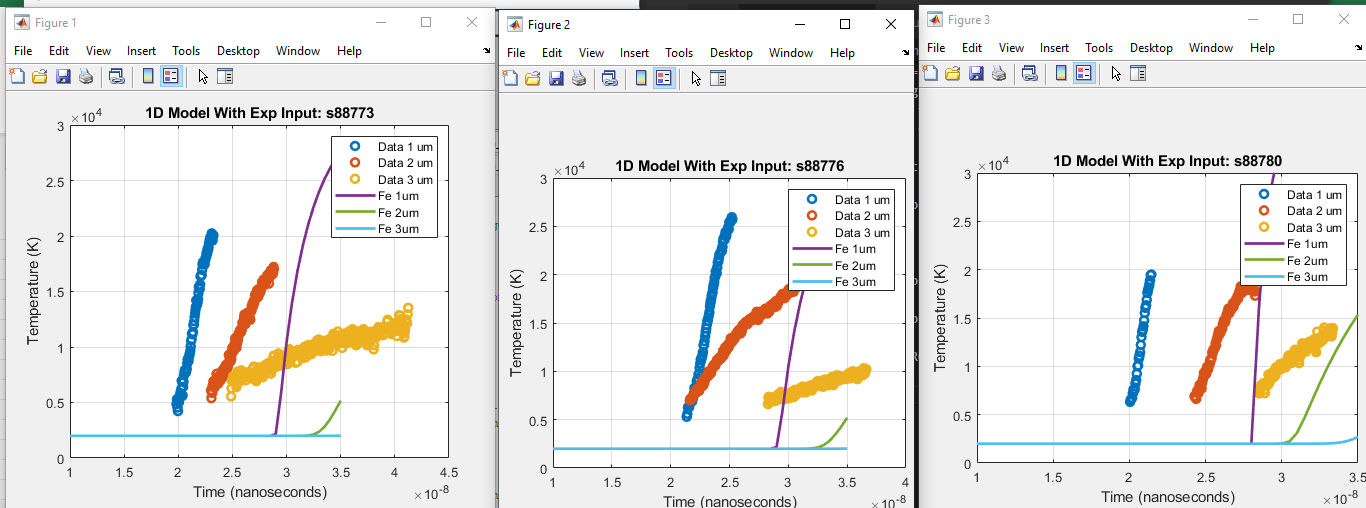 Figure 1
File Edit View Insert Tools Desktop Window Help
1D Model With Exp Input: s88773
×10^4
3
2.5
2
1.5
1
0.5
0
Temperature (K)
Data 1 um
Data 2 um
Data 3 um
Fe 1um
Fe 2um
Fe 3um
1 1.5 2 2.5 3 3.5 4 4.5
Time (nanoseconds)
×10^-8
Figure 2
File Edit View Insert Tools Desktop Window Help
1D Model With Exp Input: s88776
×10^4
3
2.5
2
1.5
1
0.5
0
Temperature (K)
Data 1 um
Data 2 um
Data 3 um
Fe 1um
Fe 2um
Fe 3um
1 1.5 2 2.5 3 3.5 4
Time (nanoseconds)
×10^-8
Figure 3
File Edit View Insert Tools Desktop Window Help
1D Model With Exp Input: s88780
×10^4
3
2.5
2
1.5
1
0.5
0
Temperature (K)
Data 1 um
Data 2 um
Data 3 um
Fe 1um
Fe 2um
Fe 3um
1 1.5 2 2.5 3 3.5
Time (nanoseconds)
×10^-8